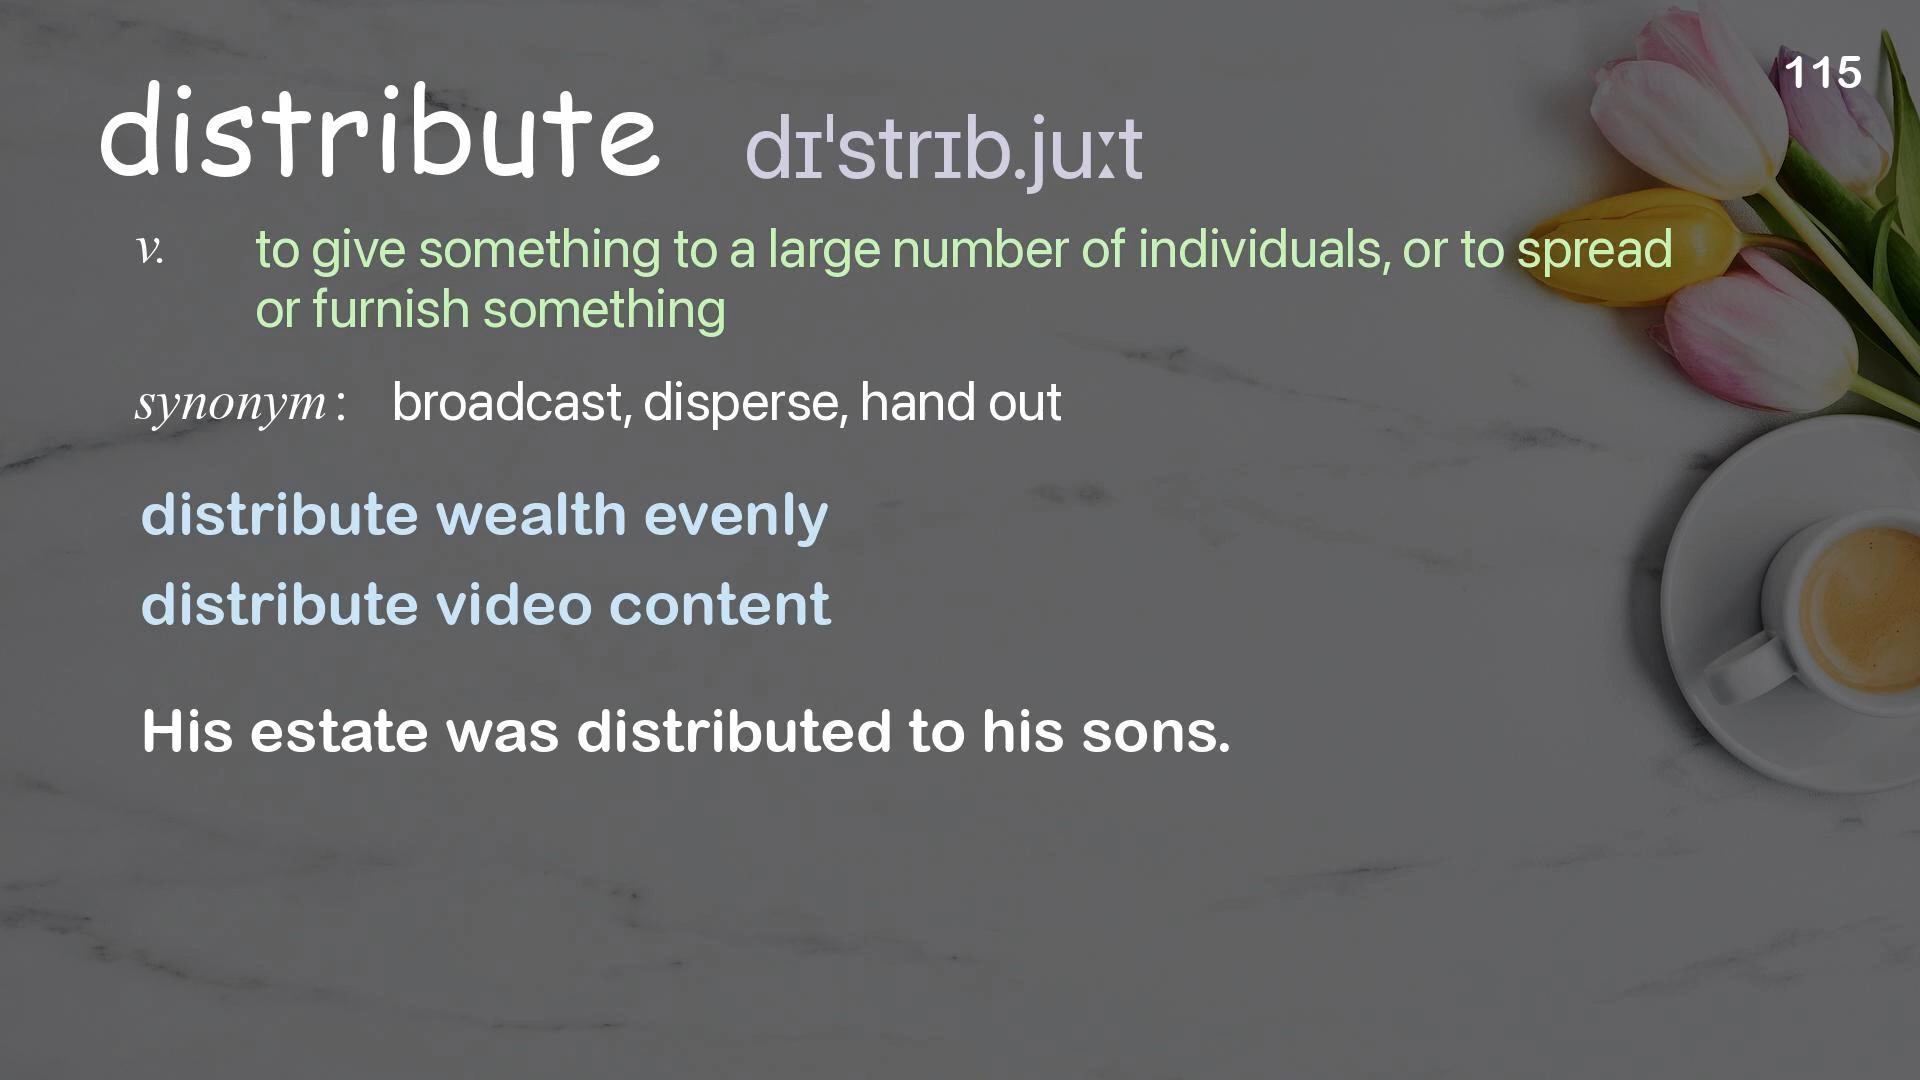 115
distribute dɪˈstrɪb.juːt
v. to give something to a large number of individuals, or to spread
or furnish something
synonym : broadcast, disperse, hand out
distribute wealth evenly
distribute video content
His estate was distributed to his sons.